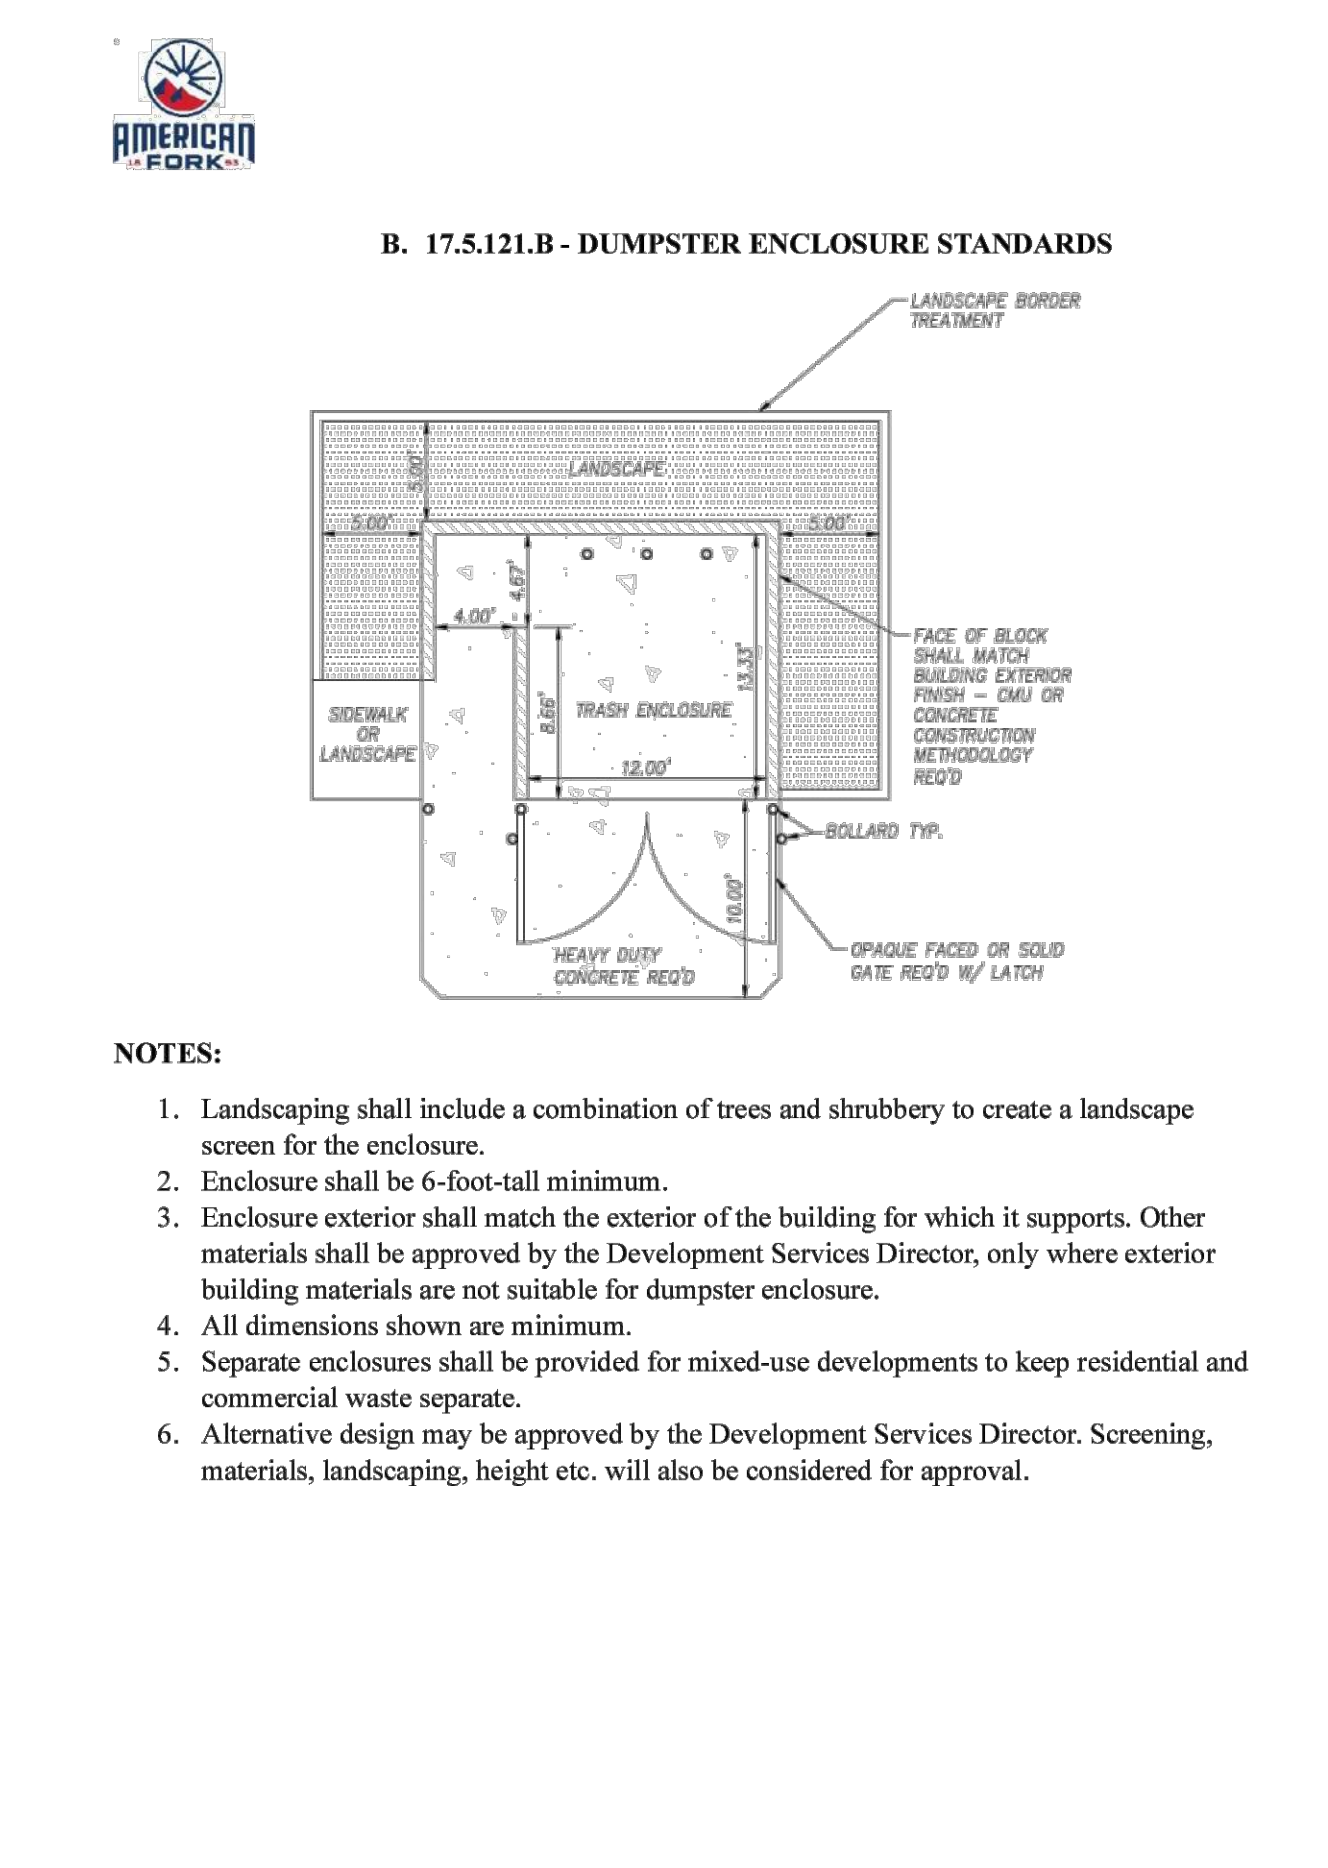 AMERICAN
18 FORK 53
B. 17.5.121.B - DUMPSTER ENCLOSURE STANDARDS
LANDSCAPE BORDER
TREATMENT
LANDSCAPE
5.00'
5.00'
5.00'
4.67'
4.00'
FACE OF BLOCK
SHALL MATCH
BUILDING EXTERIOR
FINISH – CMU OR
CONCRETE
CONSTRUCTION
METHODOLOGY
REQ'D
13.33'
8.66'
TRASH ENCLOSURE
SIDEWALK
OR
LANDSCAPE
12.00'
BOLLARD TYP.
10.00'
HEAVY DUTY
CONCRETE REQ'D
OPAQUE FACED OR SOLID
GATE REQ'D W/ LATCH
NOTES:
1. Landscaping shall include a combination of trees and shrubbery to create a landscape
screen for the enclosure.
2. Enclosure shall be 6-foot-tall minimum.
3. Enclosure exterior shall match the exterior of the building for which it supports. Other
materials shall be approved by the Development Services Director, only where exterior
building materials are not suitable for dumpster enclosure.
4. All dimensions shown are minimum.
5. Separate enclosures shall be provided for mixed-use developments to keep residential and
commercial waste separate.
6. Alternative design may be approved by the Development Services Director. Screening,
materials, landscaping, height etc. will also be considered for approval.